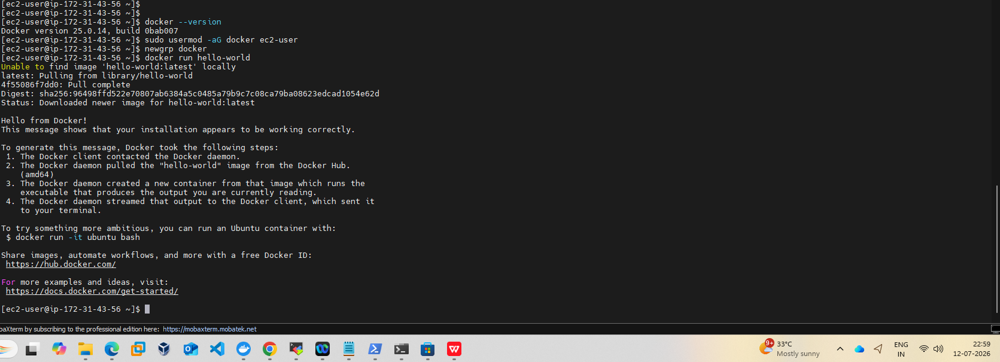 [ec2-user@ip-172-31-43-56 ~]$
[ec2-user@ip-172-31-43-56 ~]$
[ec2-user@ip-172-31-43-56 ~]$ docker --version
Docker version 25.0.14, build 0bab007
[ec2-user@ip-172-31-43-56 ~]$ sudo usermod -aG docker ec2-user
[ec2-user@ip-172-31-43-56 ~]$ newgrp docker
[ec2-user@ip-172-31-43-56 ~]$ docker run hello-world
Unable to find image 'hello-world:latest' locally
latest: Pulling from library/hello-world
4f55086f7dd0: Pull complete
Digest: sha256:96498ffd522e70807ab6384a5c0485a79b9c7c08ca79ba08623edcad1054e62d
Status: Downloaded newer image for hello-world:latest
Hello from Docker!
This message shows that your installation appears to be working correctly.
To generate this message, Docker took the following steps:
1. The Docker client contacted the Docker daemon.
2. The Docker daemon pulled the "hello-world" image from the Docker Hub.
(amd64)
3. The Docker daemon created a new container from that image which runs the
executable that produces the output you are currently reading.
4. The Docker daemon streamed that output to the Docker client, which sent it
to your terminal.
To try something more ambitious, you can run an Ubuntu container with:
$ docker run -it ubuntu bash
Share images, automate workflows, and more with a free Docker ID:
https://hub.docker.com/
For more examples and ideas, visit:
https://docs.docker.com/get-started/
[ec2-user@ip-172-31-43-56 ~]$
baXterm by subscribing to the professional edition here: https://mobaxterm.mobatek.net
9+
33°C
Mostly sunny
ENG
IN
22:59
12-07-2026